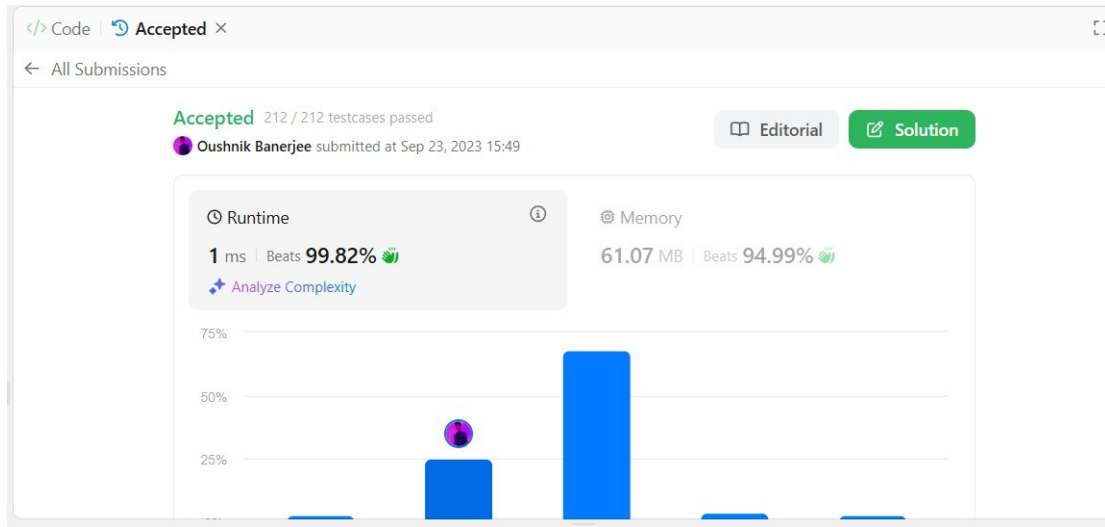 </> Code Accepted ×
← All Submissions
Accepted 212 / 212 testcases passed
Editorial Solution
Oushnik Banerjee submitted at Sep 23, 2023 15:49
Runtime
Memory
1 ms Beats 99.82%
61.07 MB Beats 94.99%
Analyze Complexity
75%
50%
25%